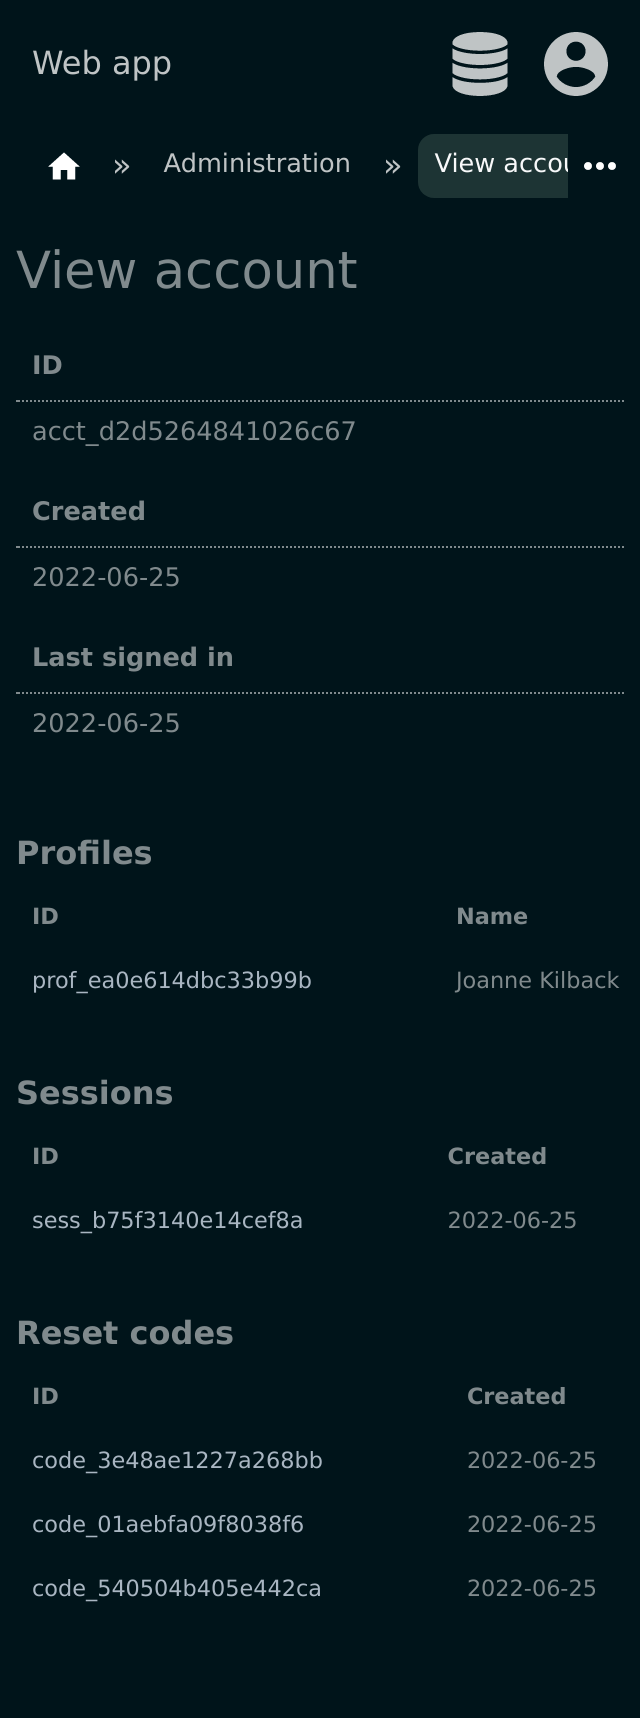 Web app
» Administration » View accou
View account
ID
acct_d2d5264841026c67
Created
2022-06-25
Last signed in
2022-06-25
Profiles
ID Name
prof_ea0e614dbc33b99b Joanne Kilback
Sessions
ID Created
sess_b75f3140e14cef8a 2022-06-25
Reset codes
ID Created
code_3e48ae1227a268bb 2022-06-25
code_01aebfa09f8038f6 2022-06-25
code_540504b405e442ca 2022-06-25